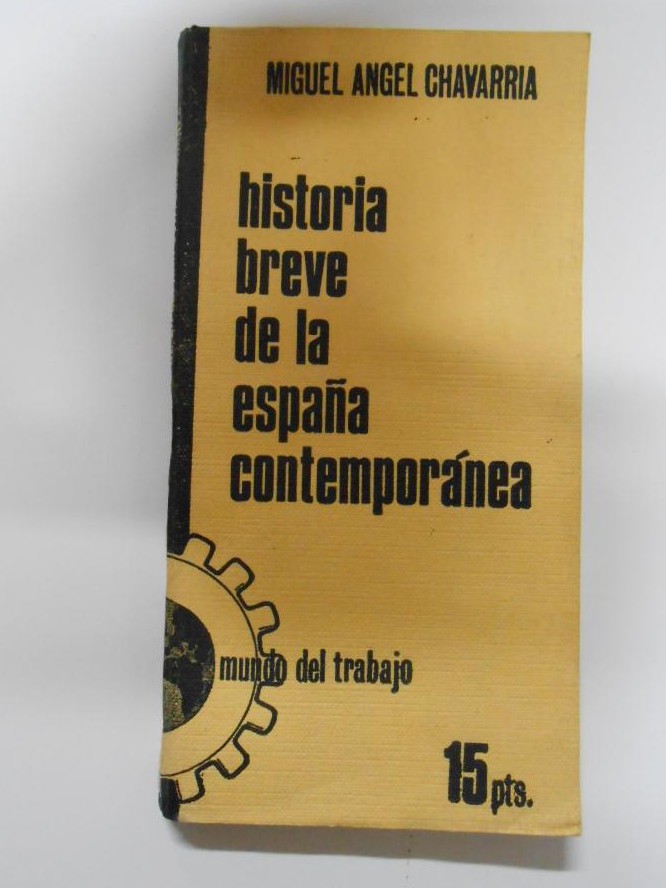 MIGUEL ANGEL CHAVARRIA
historia
breve
de la
españa
contemporánea
mundo del trabajo
15 pts.